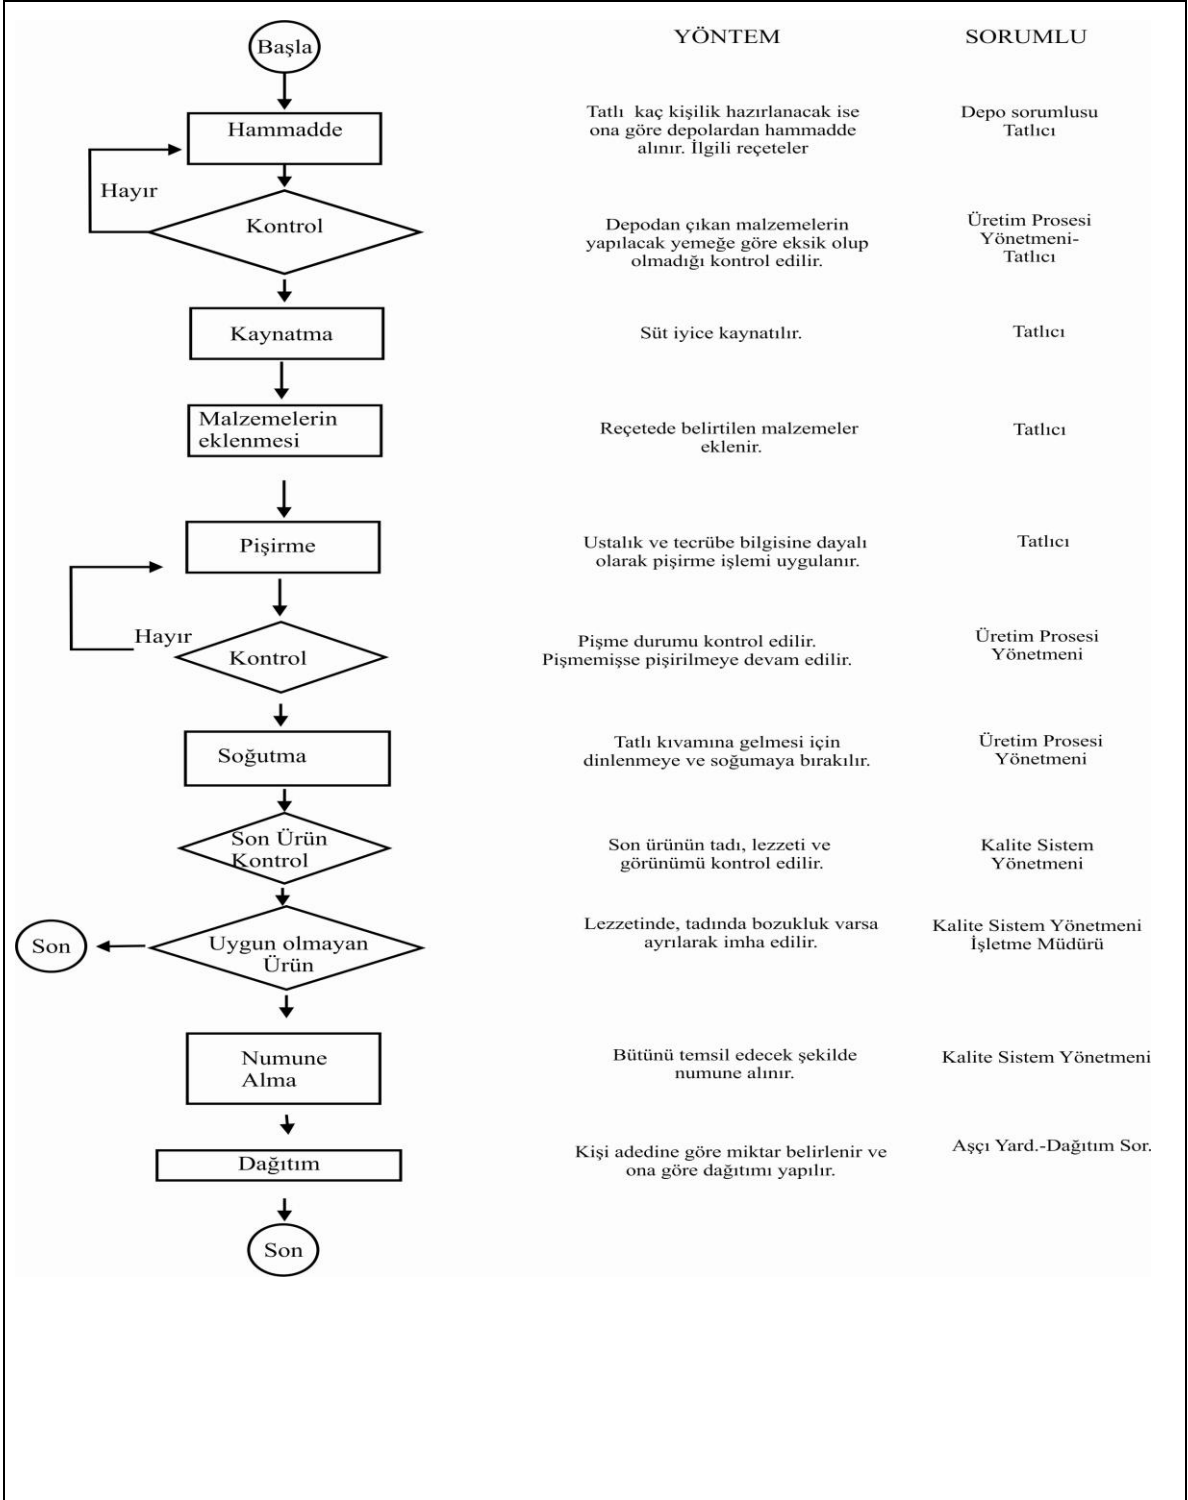 Başla
YÖNTEM
SORUMLU
Hammadde
Tatlı kaç kişilik hazırlanacak ise
ona göre depolardan hammadde
alınır. İlgili reçeteler
Depo sorumlusu
Tatlıcı
Hayır
Kontrol
Depodan çıkan malzemelerin
yapılacak yemeğe göre eksik olup
olmadığı kontrol edilir.
Üretim Prosesi
Yönetmeni-
Tatlıcı
Kaynatma
Süt iyice kaynatılır.
Tatlıcı
Malzemelerin
eklenmesi
Reçetede belirtilen malzemeler
eklenir.
Tatlıcı
Pişirme
Ustalık ve tecrübe bilgisine dayalı
olarak pişirme işlemi uygulanır.
Tatlıcı
Hayır
Kontrol
Pişme durumu kontrol edilir.
Pişmemişse pişirilmeye devam edilir.
Üretim Prosesi
Yönetmeni
Soğutma
Tatlı kıvamına gelmesi için
dinlenmeye ve soğumaya bırakılır.
Üretim Prosesi
Yönetmeni
Son Ürün
Kontrol
Son ürünün tadı, lezzeti ve
görünümü kontrol edilir.
Kalite Sistem
Yönetmeni
Son
Uygun olmayan
Ürün
Lezzetinde, tadında bozukluk varsa
ayrılarak imha edilir.
Kalite Sistem Yönetmeni
İşletme Müdürü
Numune
Alma
Bütünü temsil edecek şekilde
numune alınır.
Kalite Sistem Yönetmeni
Dağıtım
Kişi adedine göre miktar belirlenir ve
ona göre dağıtımı yapılır.
Aşçı Yard.-Dağıtım Sor.
Son